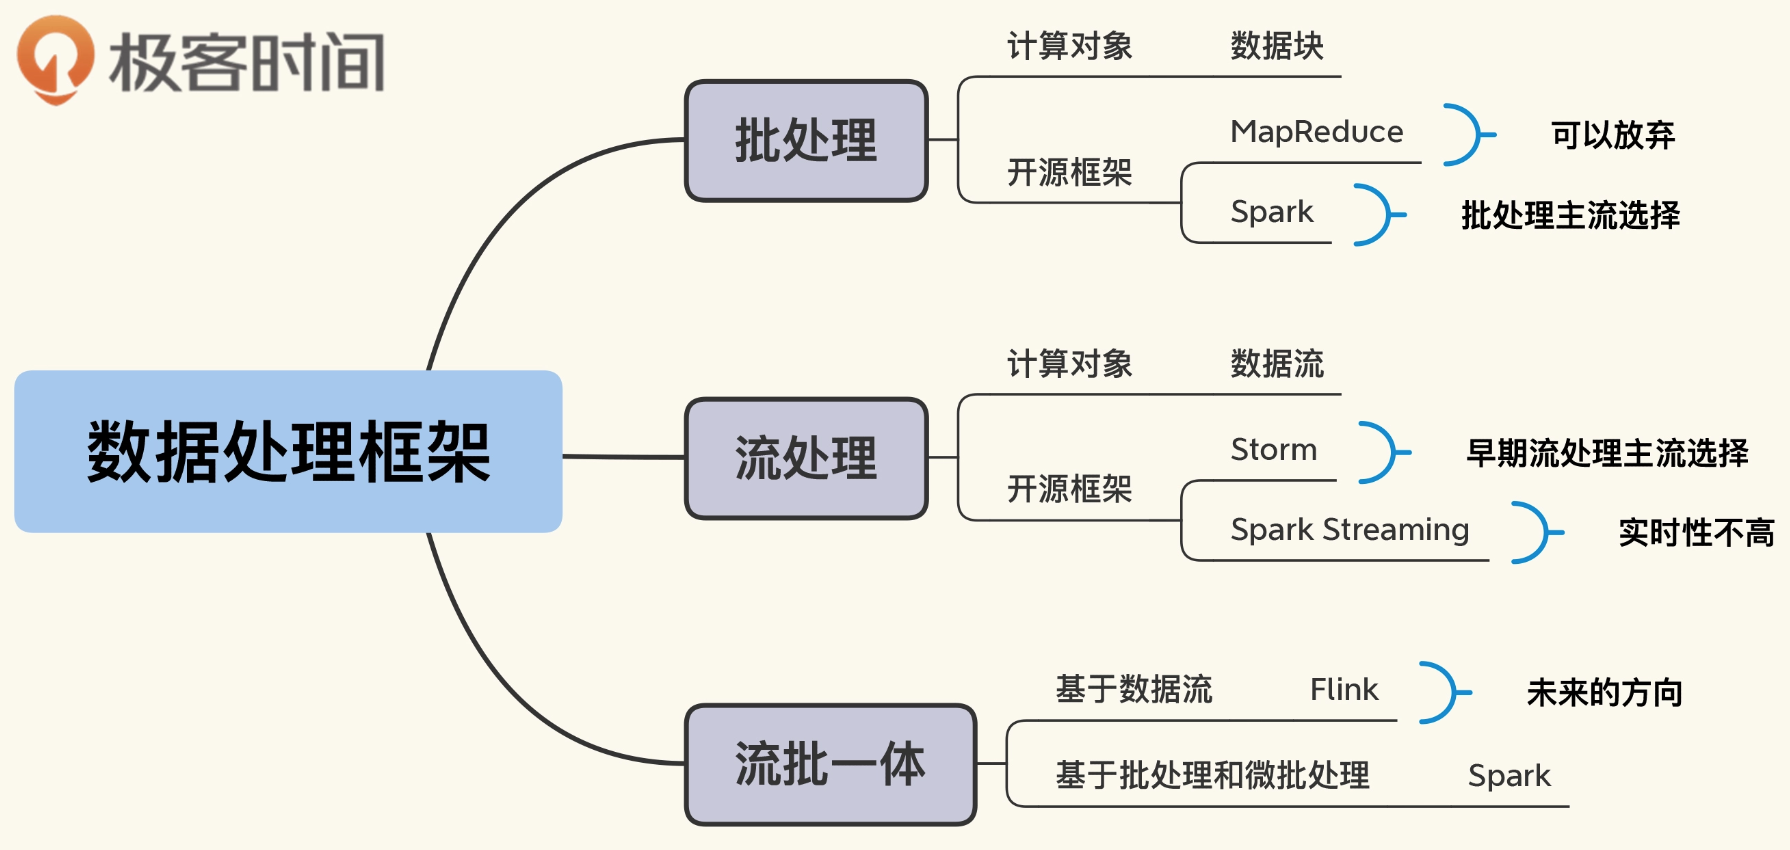 极客时间
数据处理框架
批处理
计算对象 数据块
开源框架
MapReduce 可以放弃
Spark 批处理主流选择
流处理
计算对象 数据流
开源框架
Storm 早期流处理主流选择
Spark Streaming 实时性不高
流批一体
基于数据流 Flink 未来的方向
基于批处理和微批处理 Spark